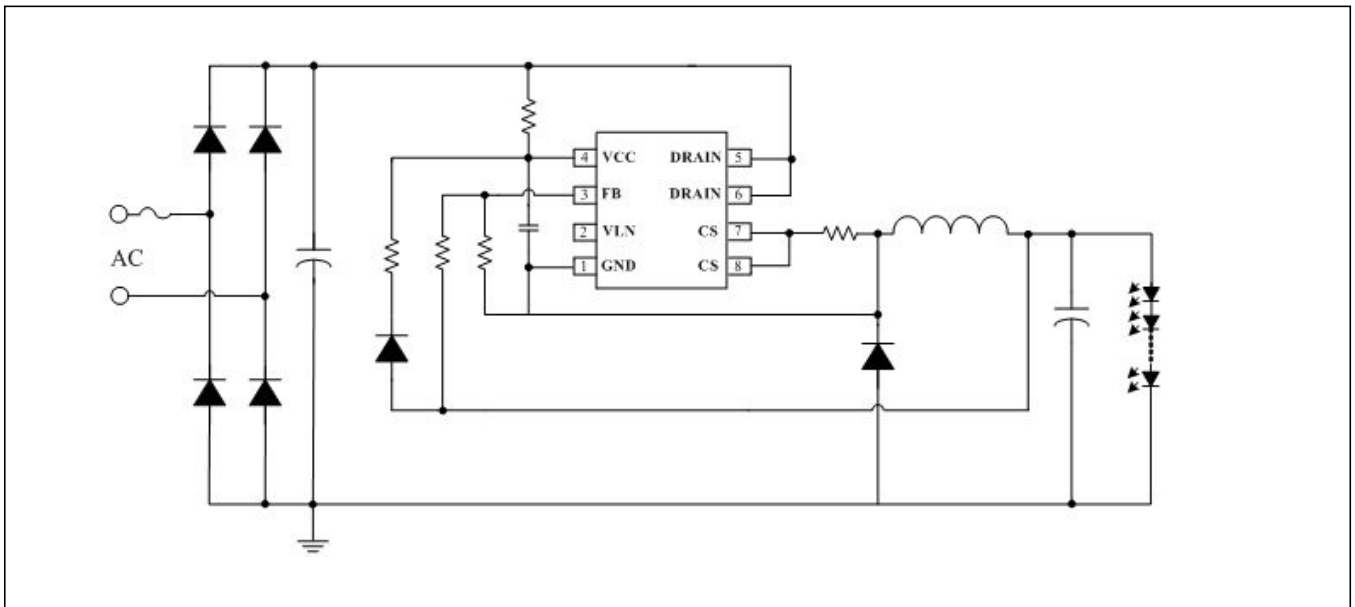 AC
4 VCC DRAIN 5
3 FB DRAIN 6
2 VLN CS 7
1 GND CS 8